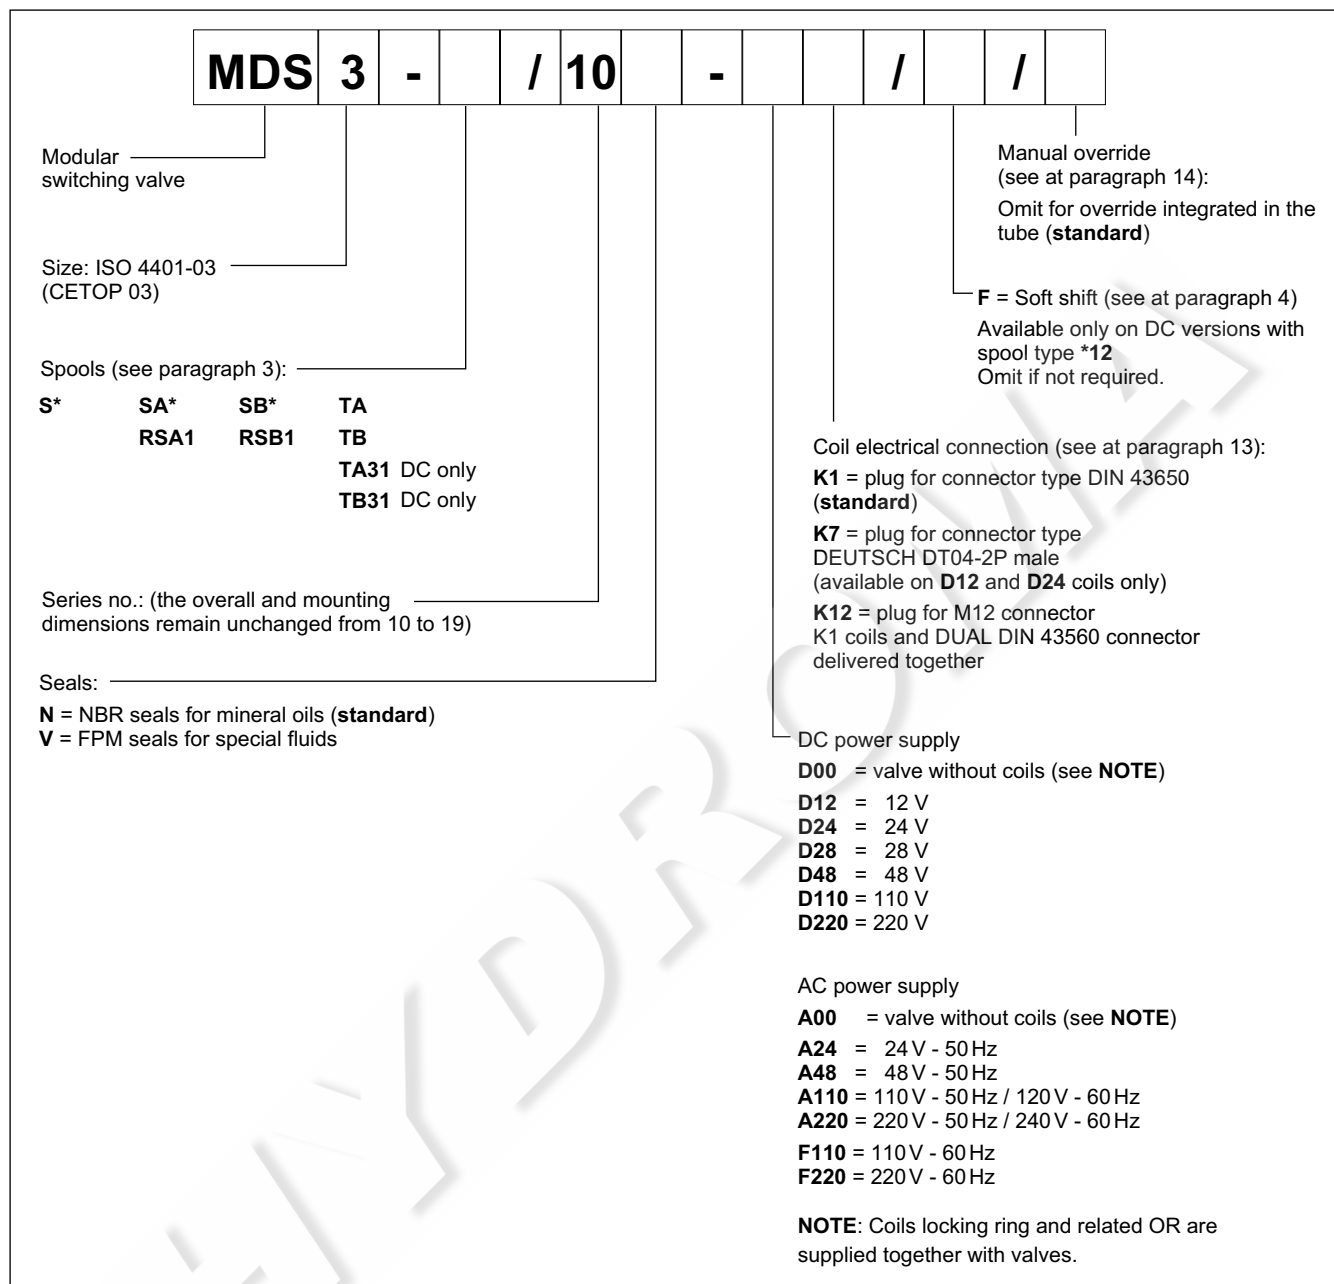 MDS 3 - / 10 - / /
Modular
switching valve
Size: ISO 4401-03
(CETOP 03)
Spools (see paragraph 3):
S* SA* SB* TA
RSA1 RSB1 TB
TA31 DC only
TB31 DC only
Series no.: (the overall and mounting
dimensions remain unchanged from 10 to 19)
Seals:
N = NBR seals for mineral oils (standard)
V = FPM seals for special fluids
Manual override
(see at paragraph 14):
Omit for override integrated in the
tube (standard)
F = Soft shift (see at paragraph 4)
Available only on DC versions with
spool type *12
Omit if not required.
Coil electrical connection (see at paragraph 13):
K1 = plug for connector type DIN 43650
(standard)
K7 = plug for connector type
DEUTSCH DT04-2P male
(available on D12 and D24 coils only)
K12 = plug for M12 connector
K1 coils and DUAL DIN 43560 connector
delivered together
DC power supply
D00 = valve without coils (see NOTE)
D12 = 12 V
D24 = 24 V
D28 = 28 V
D48 = 48 V
D110 = 110 V
D220 = 220 V
AC power supply
A00 = valve without coils (see NOTE)
A24 = 24 V - 50 Hz
A48 = 48 V - 50 Hz
A110 = 110 V - 50 Hz / 120 V - 60 Hz
A220 = 220 V - 50 Hz / 240 V - 60 Hz
F110 = 110 V - 60 Hz
F220 = 220 V - 60 Hz
NOTE: Coils locking ring and related OR are
supplied together with valves.
HYDROMA